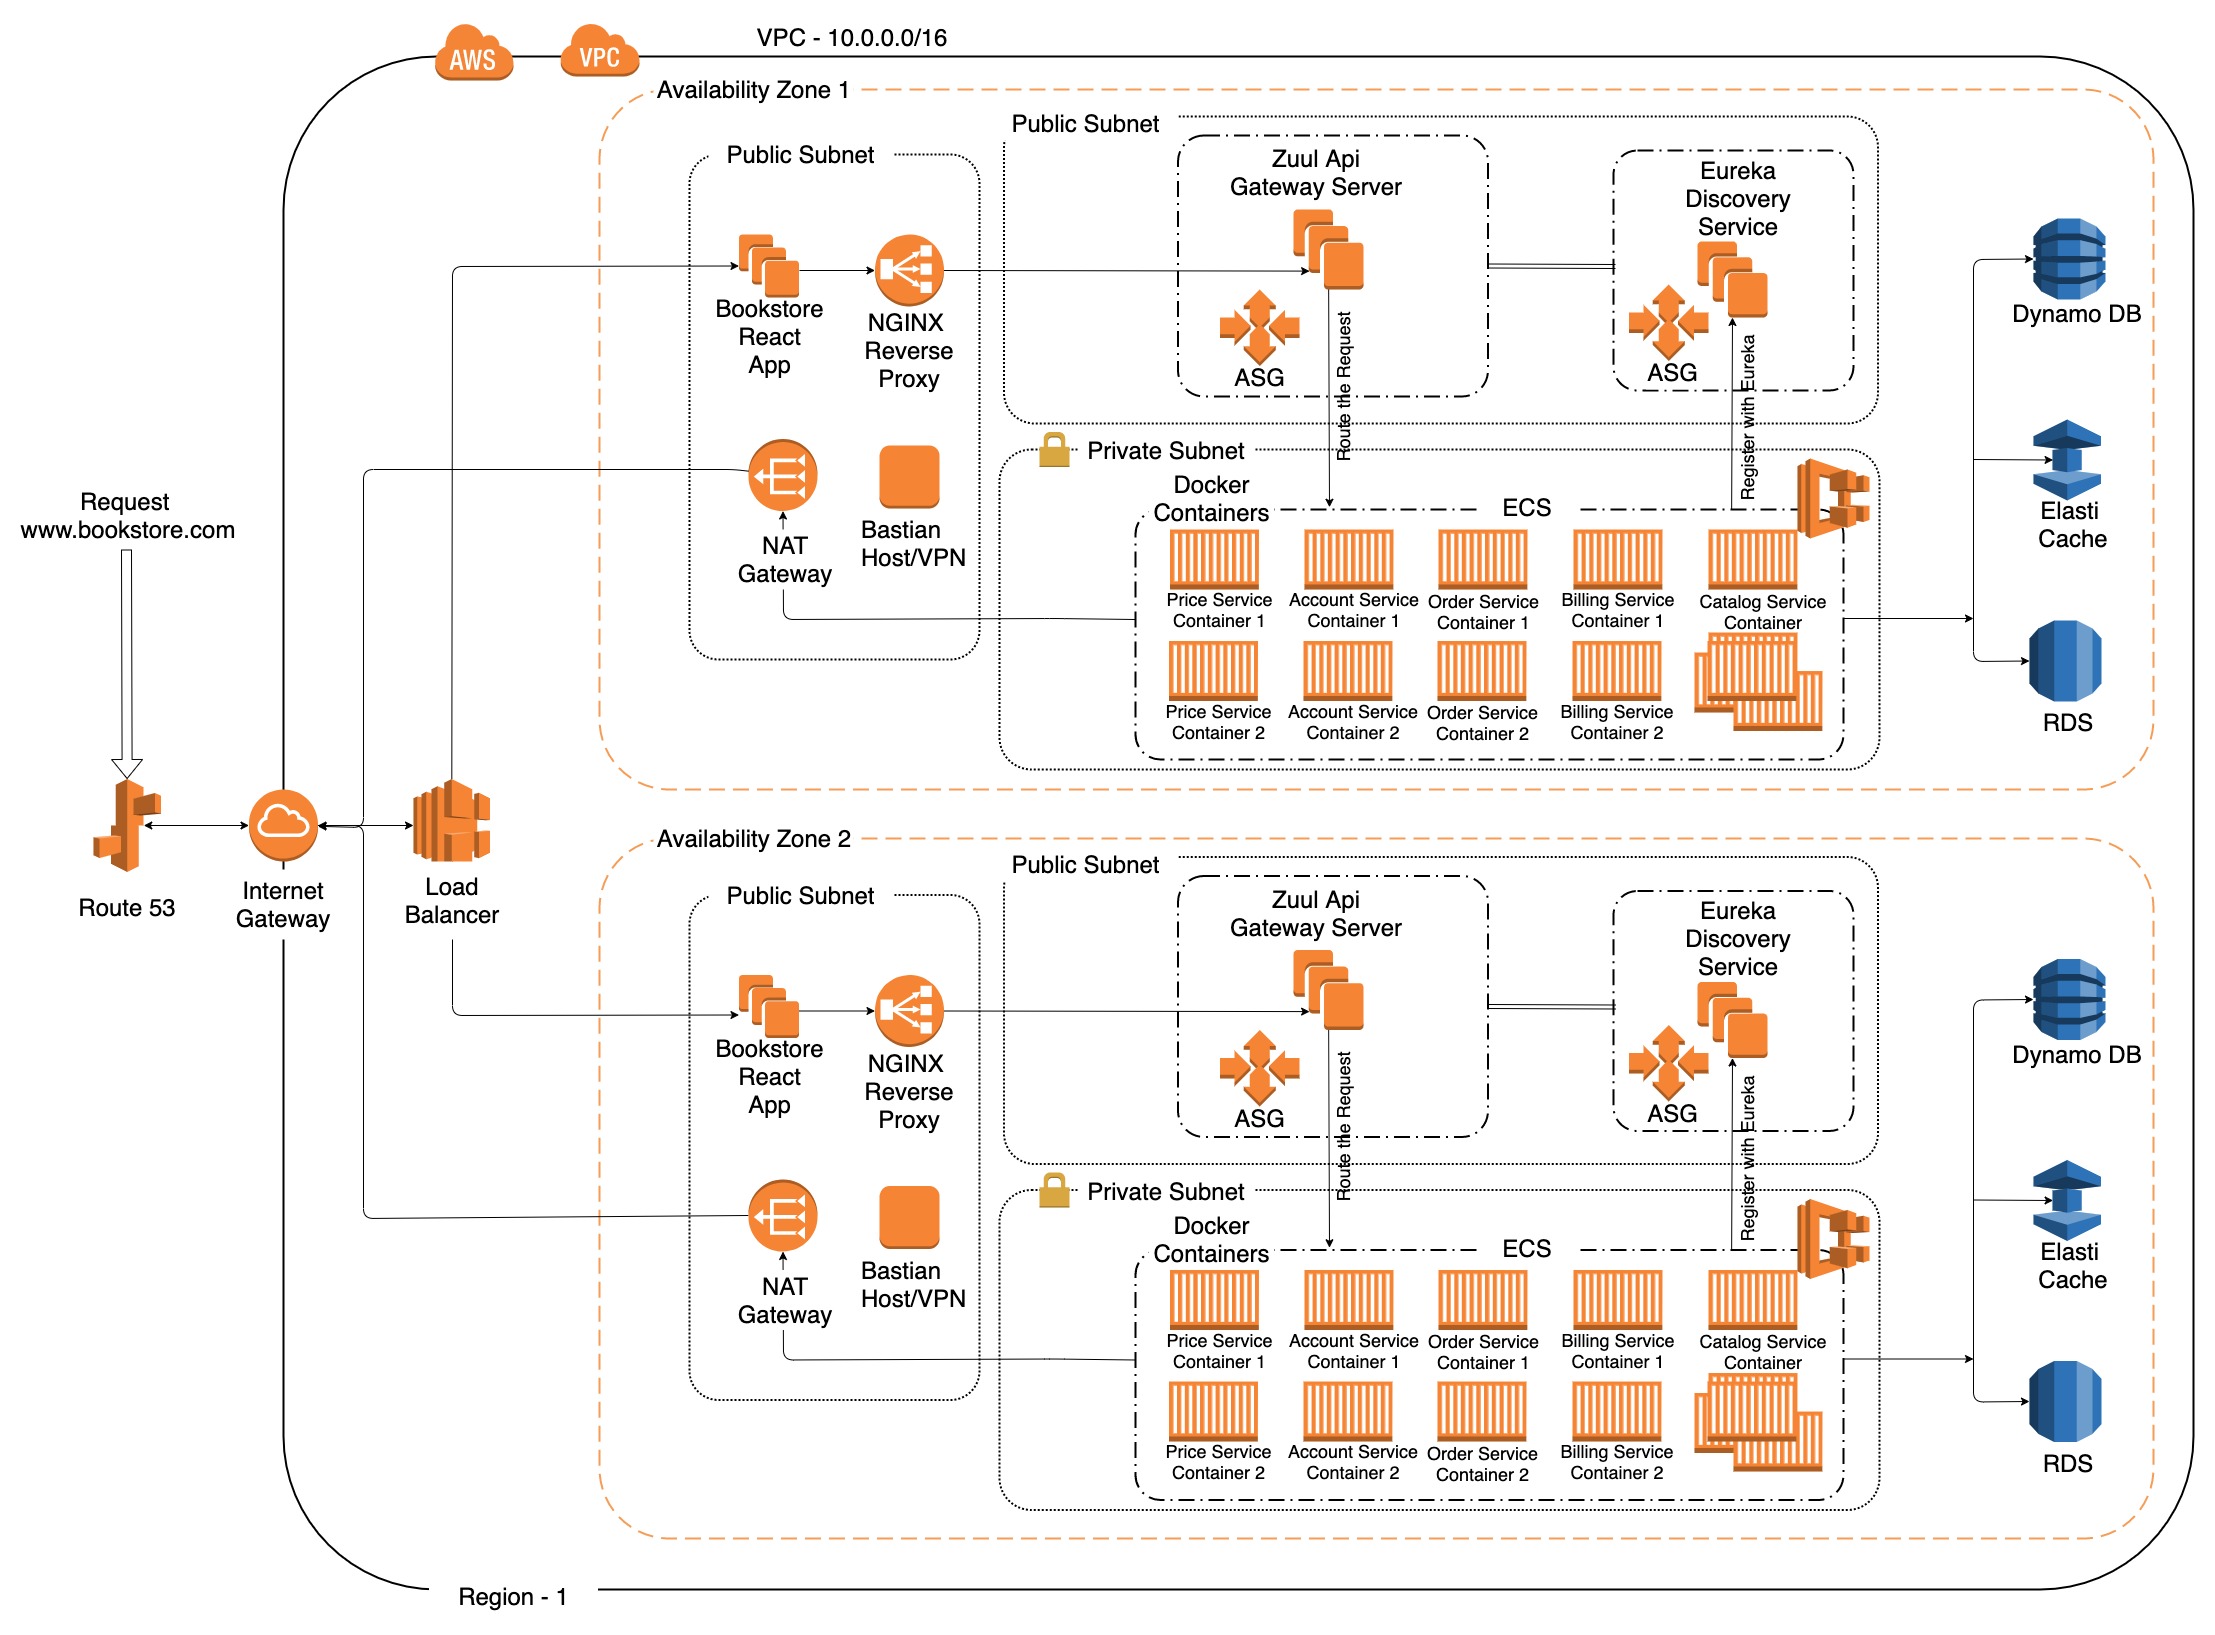 AWS
VPC
VPC - 10.0.0.0/16
Availability Zone 1
Public Subnet
Public Subnet
Zuul Api
Gateway Server
Eureka
Discovery
Service
Bookstore
React
App
NGINX
Reverse
Proxy
ASG
ASG
Route the Request
Register with Eureka
Dynamo DB
Private Subnet
Docker
Containers
ECS
NAT
Gateway
Bastian
Host/VPN
Elasti
Cache
Price Service
Container 1
Account Service
Container 1
Order Service
Container 1
Billing Service
Container 1
Catalog Service
Container
Price Service
Container 2
Account Service
Container 2
Order Service
Container 2
Billing Service
Container 2
RDS
Request
www.bookstore.com
Route 53
Internet
Gateway
Load
Balancer
Availability Zone 2
Public Subnet
Public Subnet
Zuul Api
Gateway Server
Eureka
Discovery
Service
Bookstore
React
App
NGINX
Reverse
Proxy
ASG
ASG
Route the Request
Register with Eureka
Dynamo DB
Private Subnet
Docker
Containers
ECS
NAT
Gateway
Bastian
Host/VPN
Elasti
Cache
Price Service
Container 1
Account Service
Container 1
Order Service
Container 1
Billing Service
Container 1
Catalog Service
Container
Price Service
Container 2
Account Service
Container 2
Order Service
Container 2
Billing Service
Container 2
RDS
Region - 1